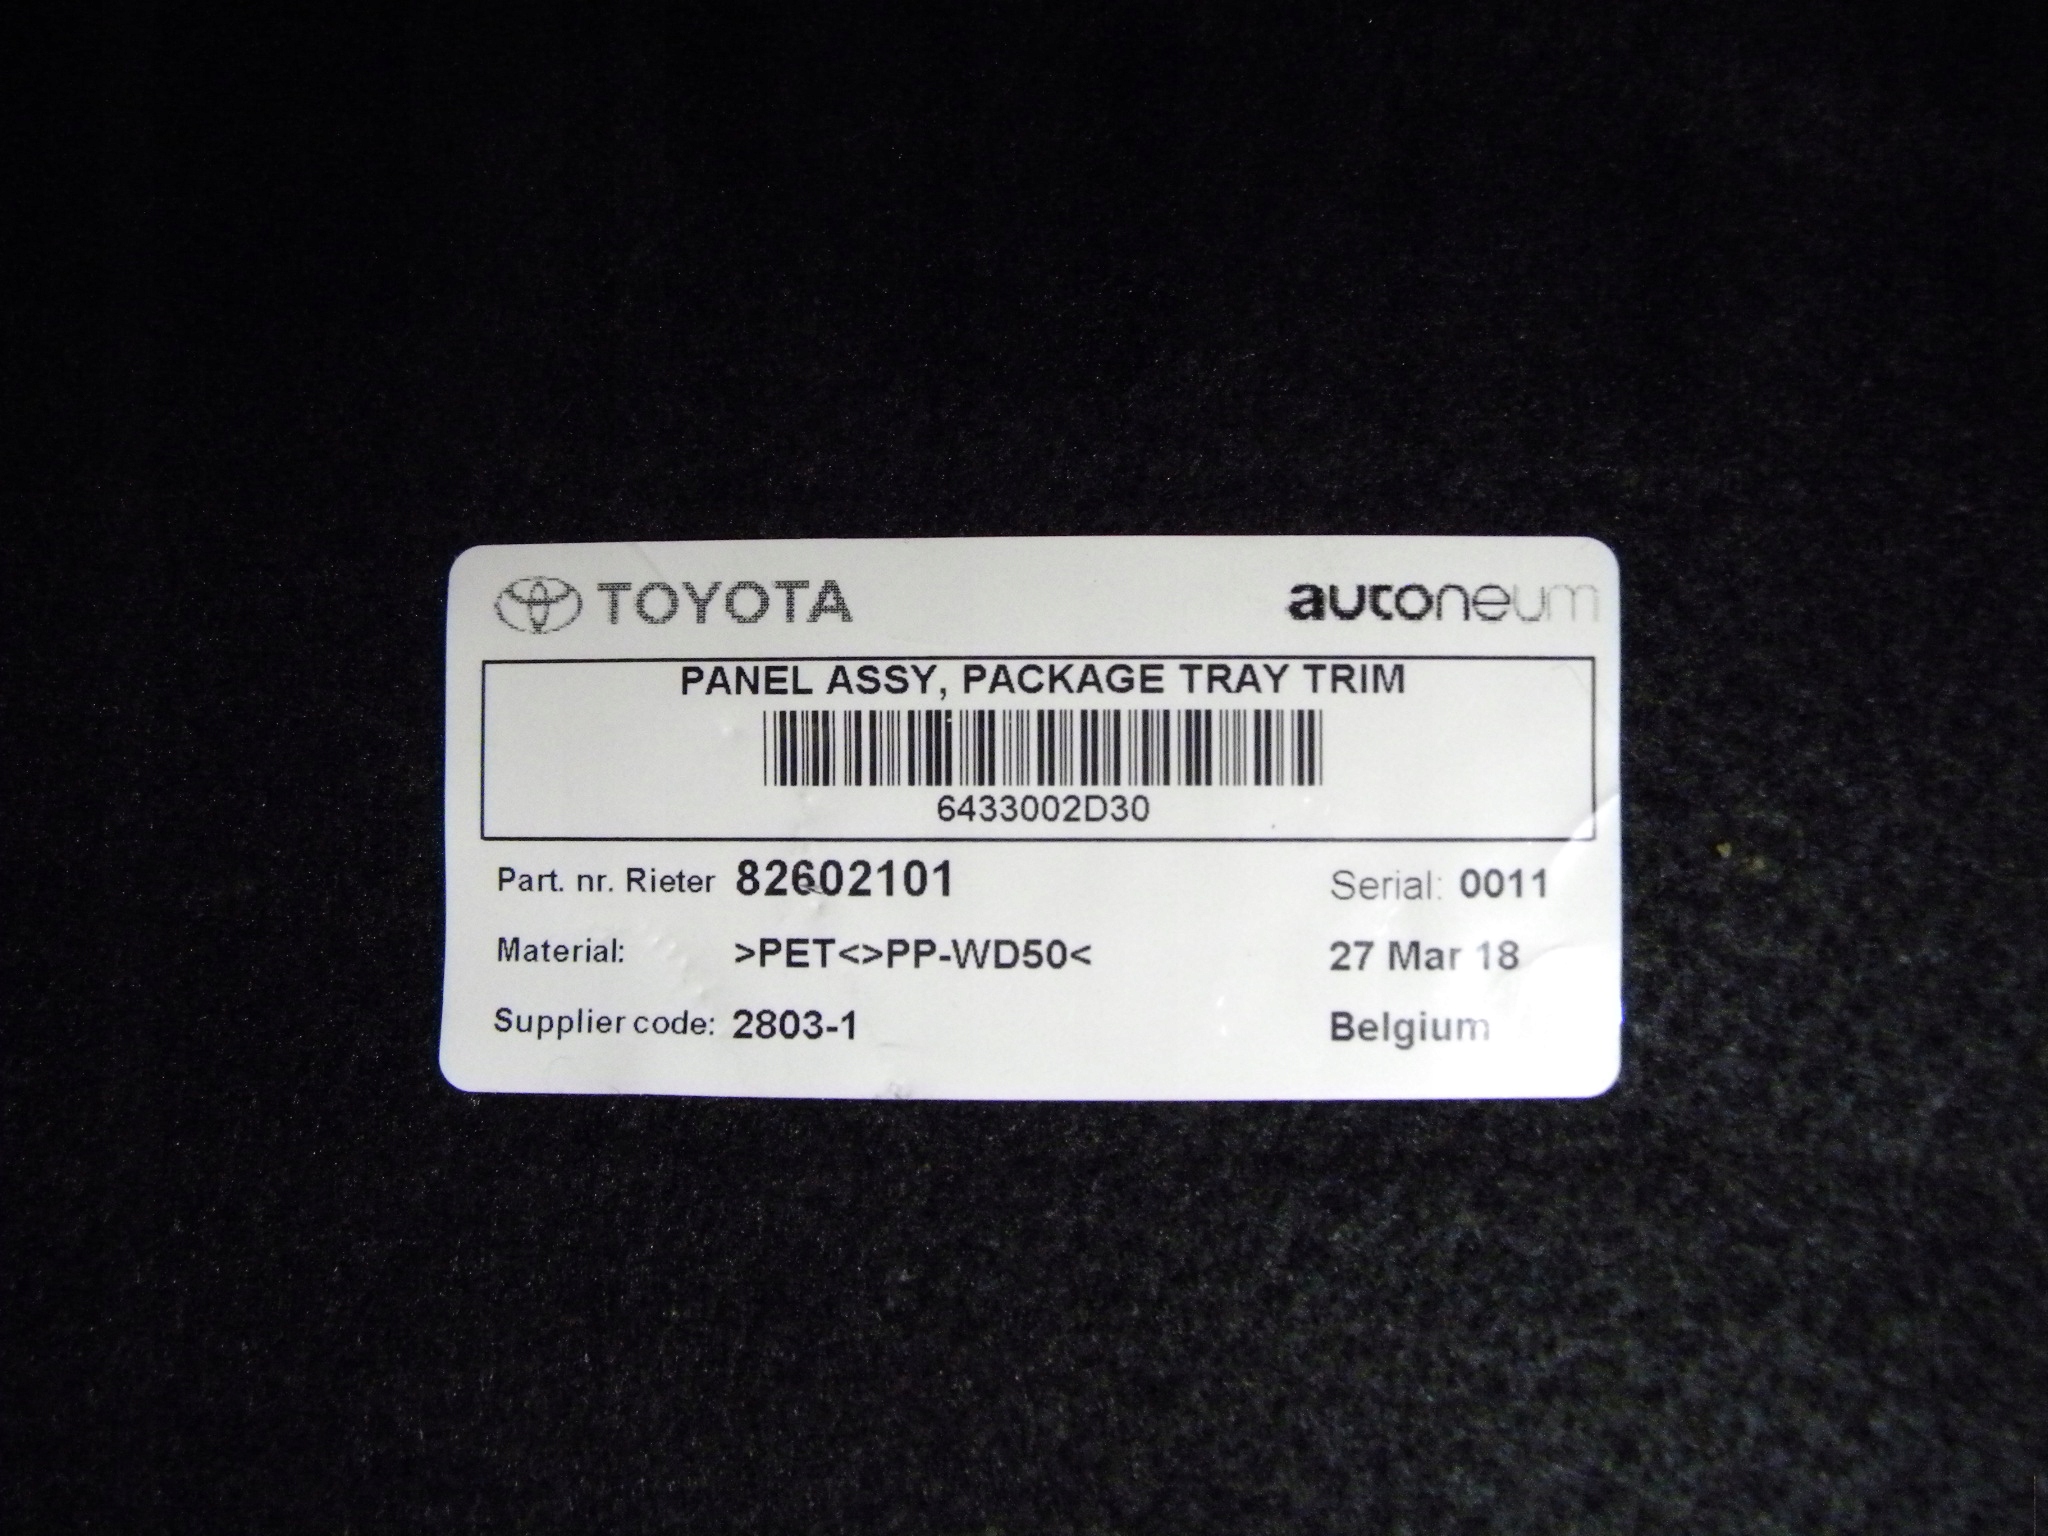 TOYOTA autoneum
PANEL ASSY, PACKAGE TRAY TRIM
6433002D30
Part. nr. Rieter 82602101 Serial: 0011
Material: >PET<>PP-WD50< 27 Mar 18
Supplier code: 2803-1 Belgium